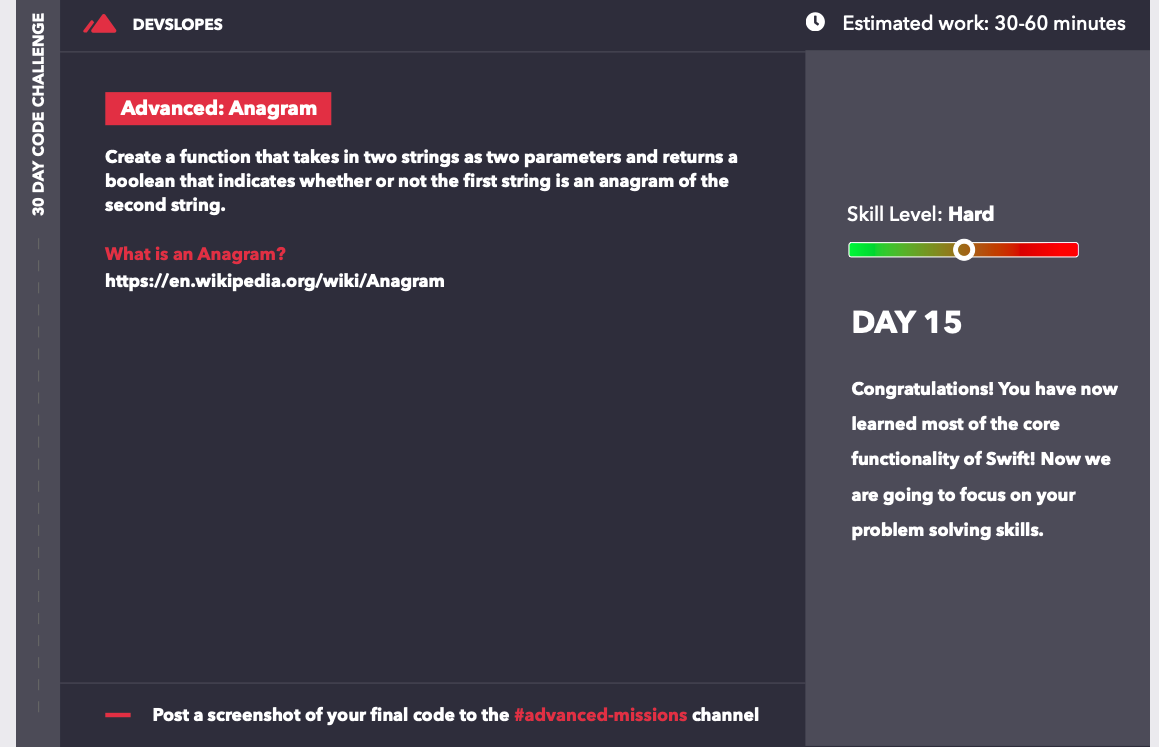 30 DAY CODE CHALLENGE
DEVSLOPES
Estimated work: 30-60 minutes
Advanced: Anagram
Create a function that takes in two strings as two parameters and returns a
boolean that indicates whether or not the first string is an anagram of the
second string.
What is an Anagram?
https://en.wikipedia.org/wiki/Anagram
Skill Level: Hard
DAY 15
Congratulations! You have now
learned most of the core
functionality of Swift! Now we
are going to focus on your
problem solving skills.
Post a screenshot of your final code to the #advanced-missions channel